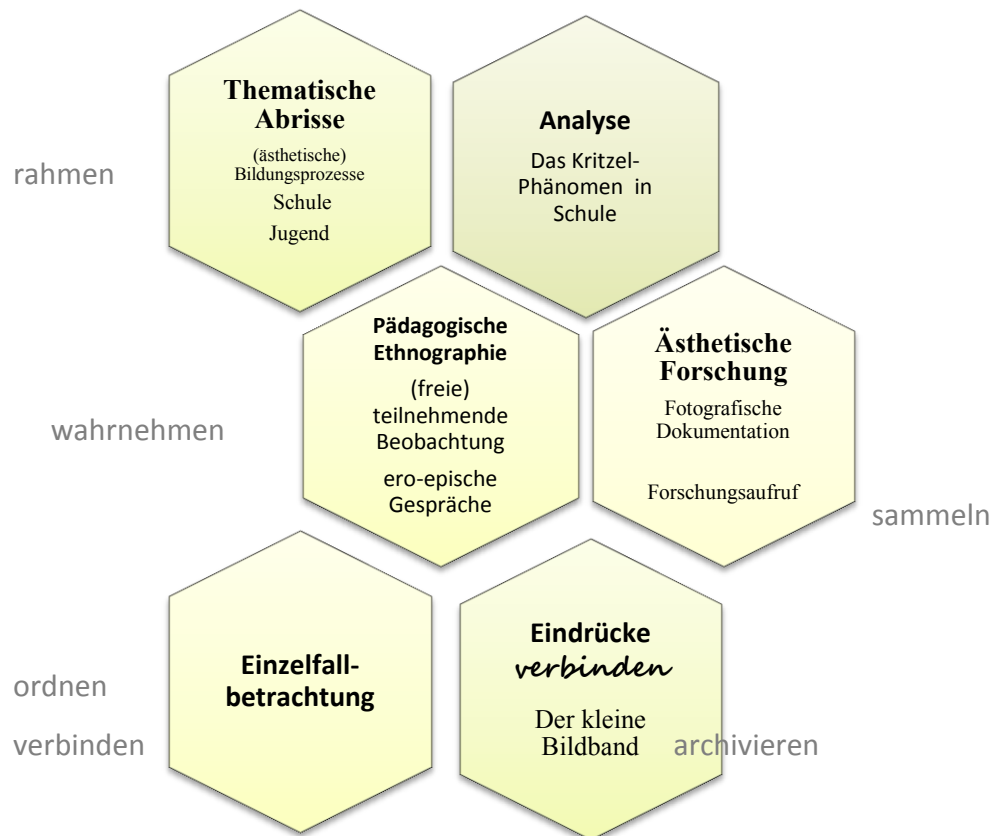 rahmen
Thematische
Abrisse
(ästhetische)
Bildungsprozesse
Schule
Jugend
Analyse
Das Kritzel-
Phänomen in
Schule
wahrnehmen
Pädagogische
Ethnographie
(freie)
teilnehmende
Beobachtung
ero-epische
Gespräche
Ästhetische
Forschung
Fotografische
Dokumentation
Forschungsaufruf
sammeln
ordnen
verbinden
Einzelfall-
betrachtung
Eindrücke
verbinden
Der kleine
Bildband
archivieren